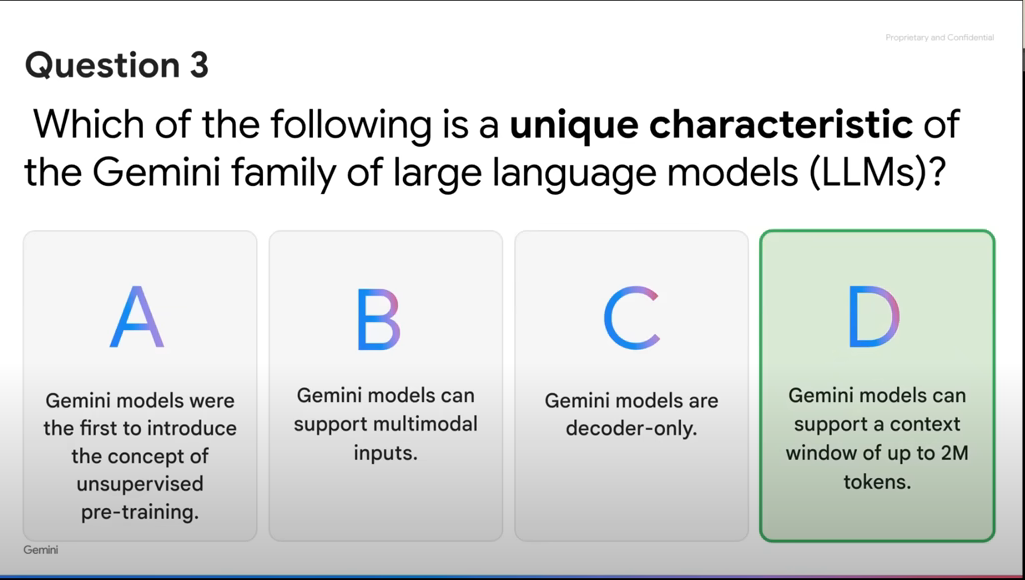 Proprietary and Confidential
Question 3
Which of the following is a unique characteristic of
the Gemini family of large language models (LLMs)?
A
Gemini models were
the first to introduce
the concept of
unsupervised
pre-training.
B
Gemini models can
support multimodal
inputs.
C
Gemini models are
decoder-only.
D
Gemini models can
support a context
window of up to 2M
tokens.
Gemini